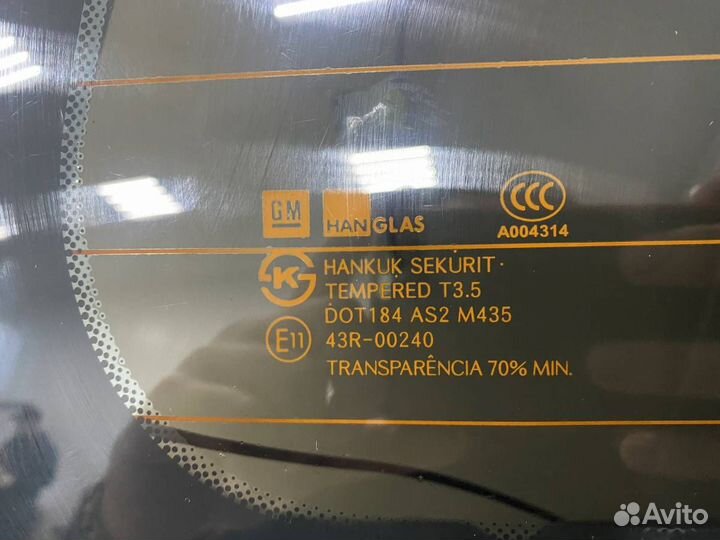 GM HANGLAS CCC
A004314
HANKUK SEKURIT
TEMPERED T3.5
DOT184 AS2 M435
E11 43R-00240
TRANSPARÊNCIA 70% MIN.
Avito